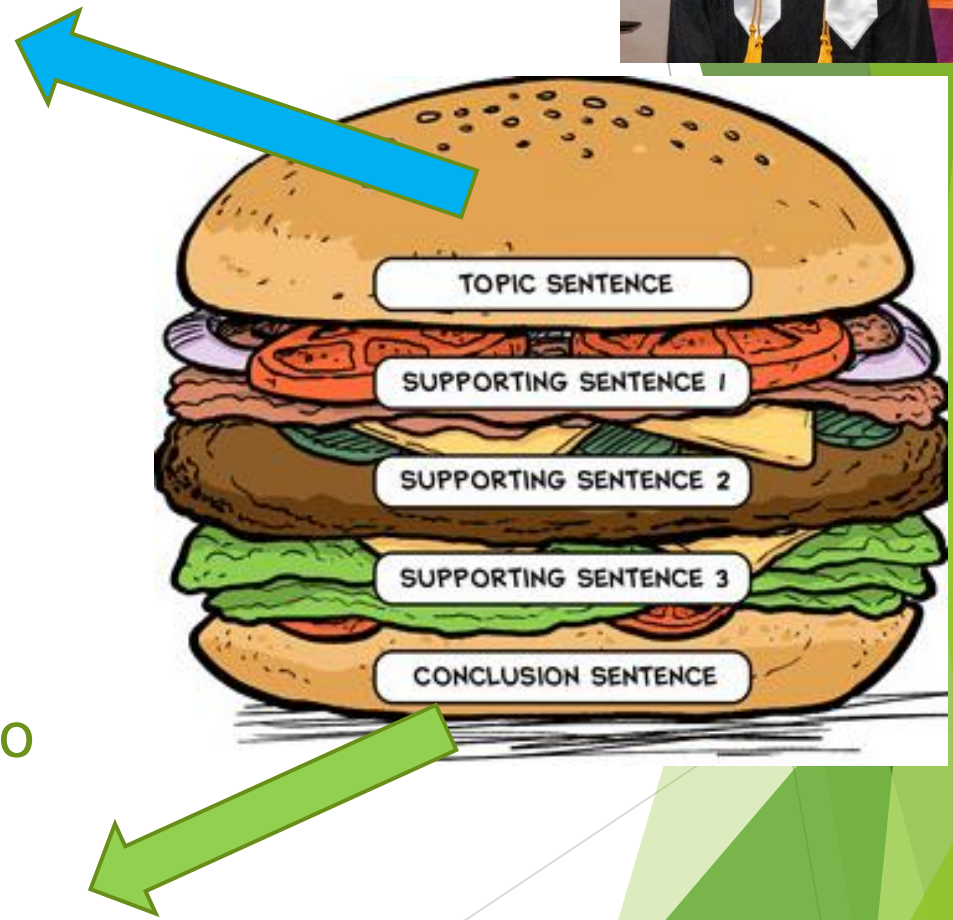 TOPIC SENTENCE
SUPPORTING SENTENCE 1
SUPPORTING SENTENCE 2
SUPPORTING SENTENCE 3
CONCLUSION SENTENCE
o